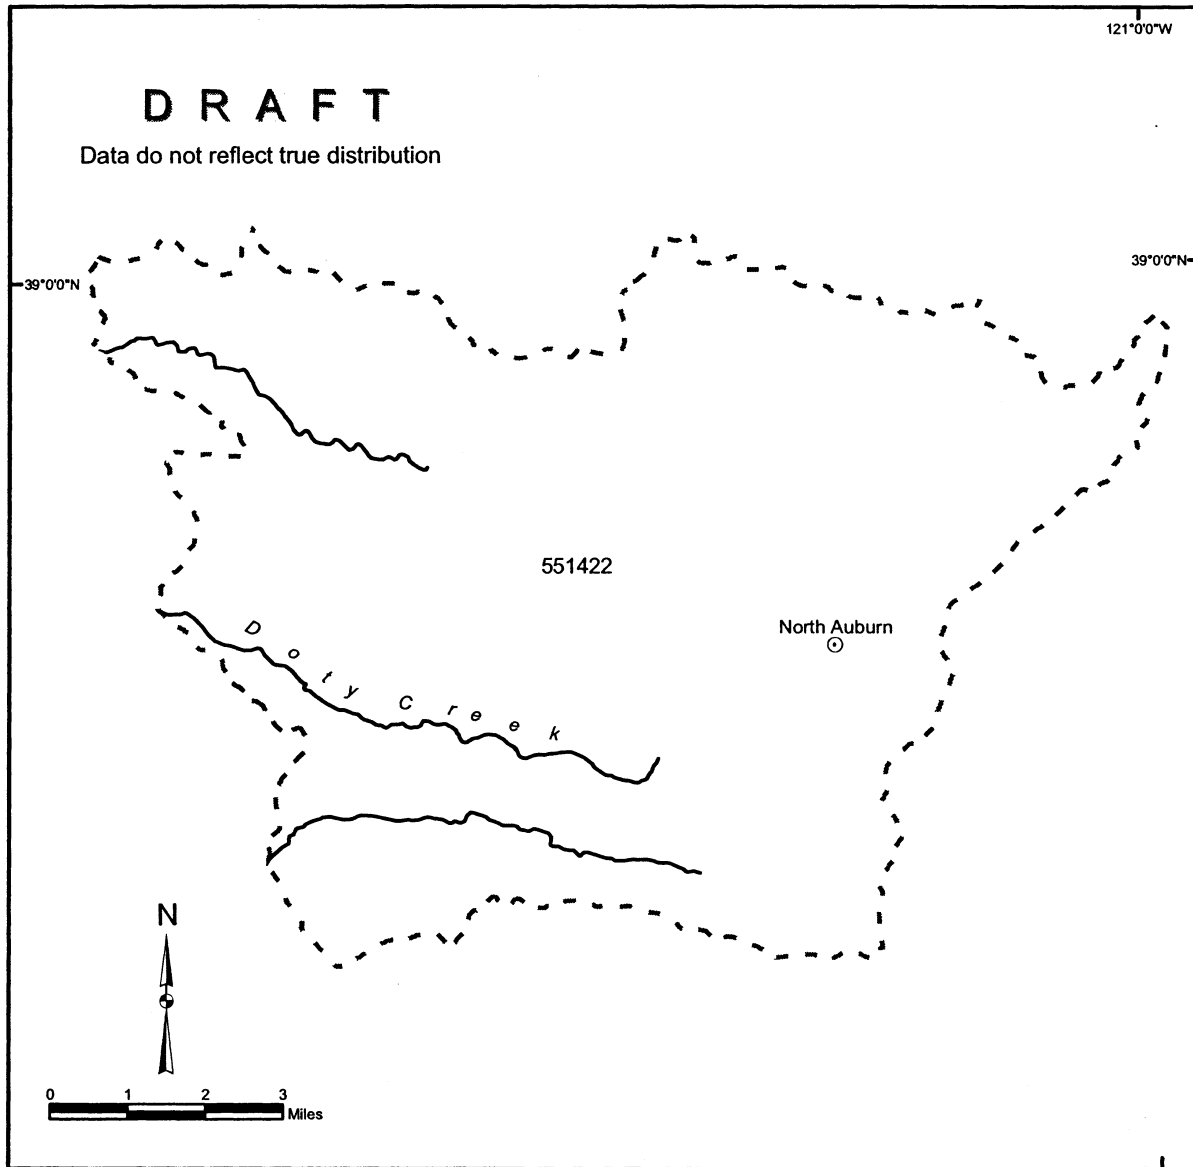 121°0'0"W
D R A F T
Data do not reflect true distribution
39°0'0"N
39°0'0"N
551422
North Auburn
Doty Creek
N
0 1 2 3
Miles